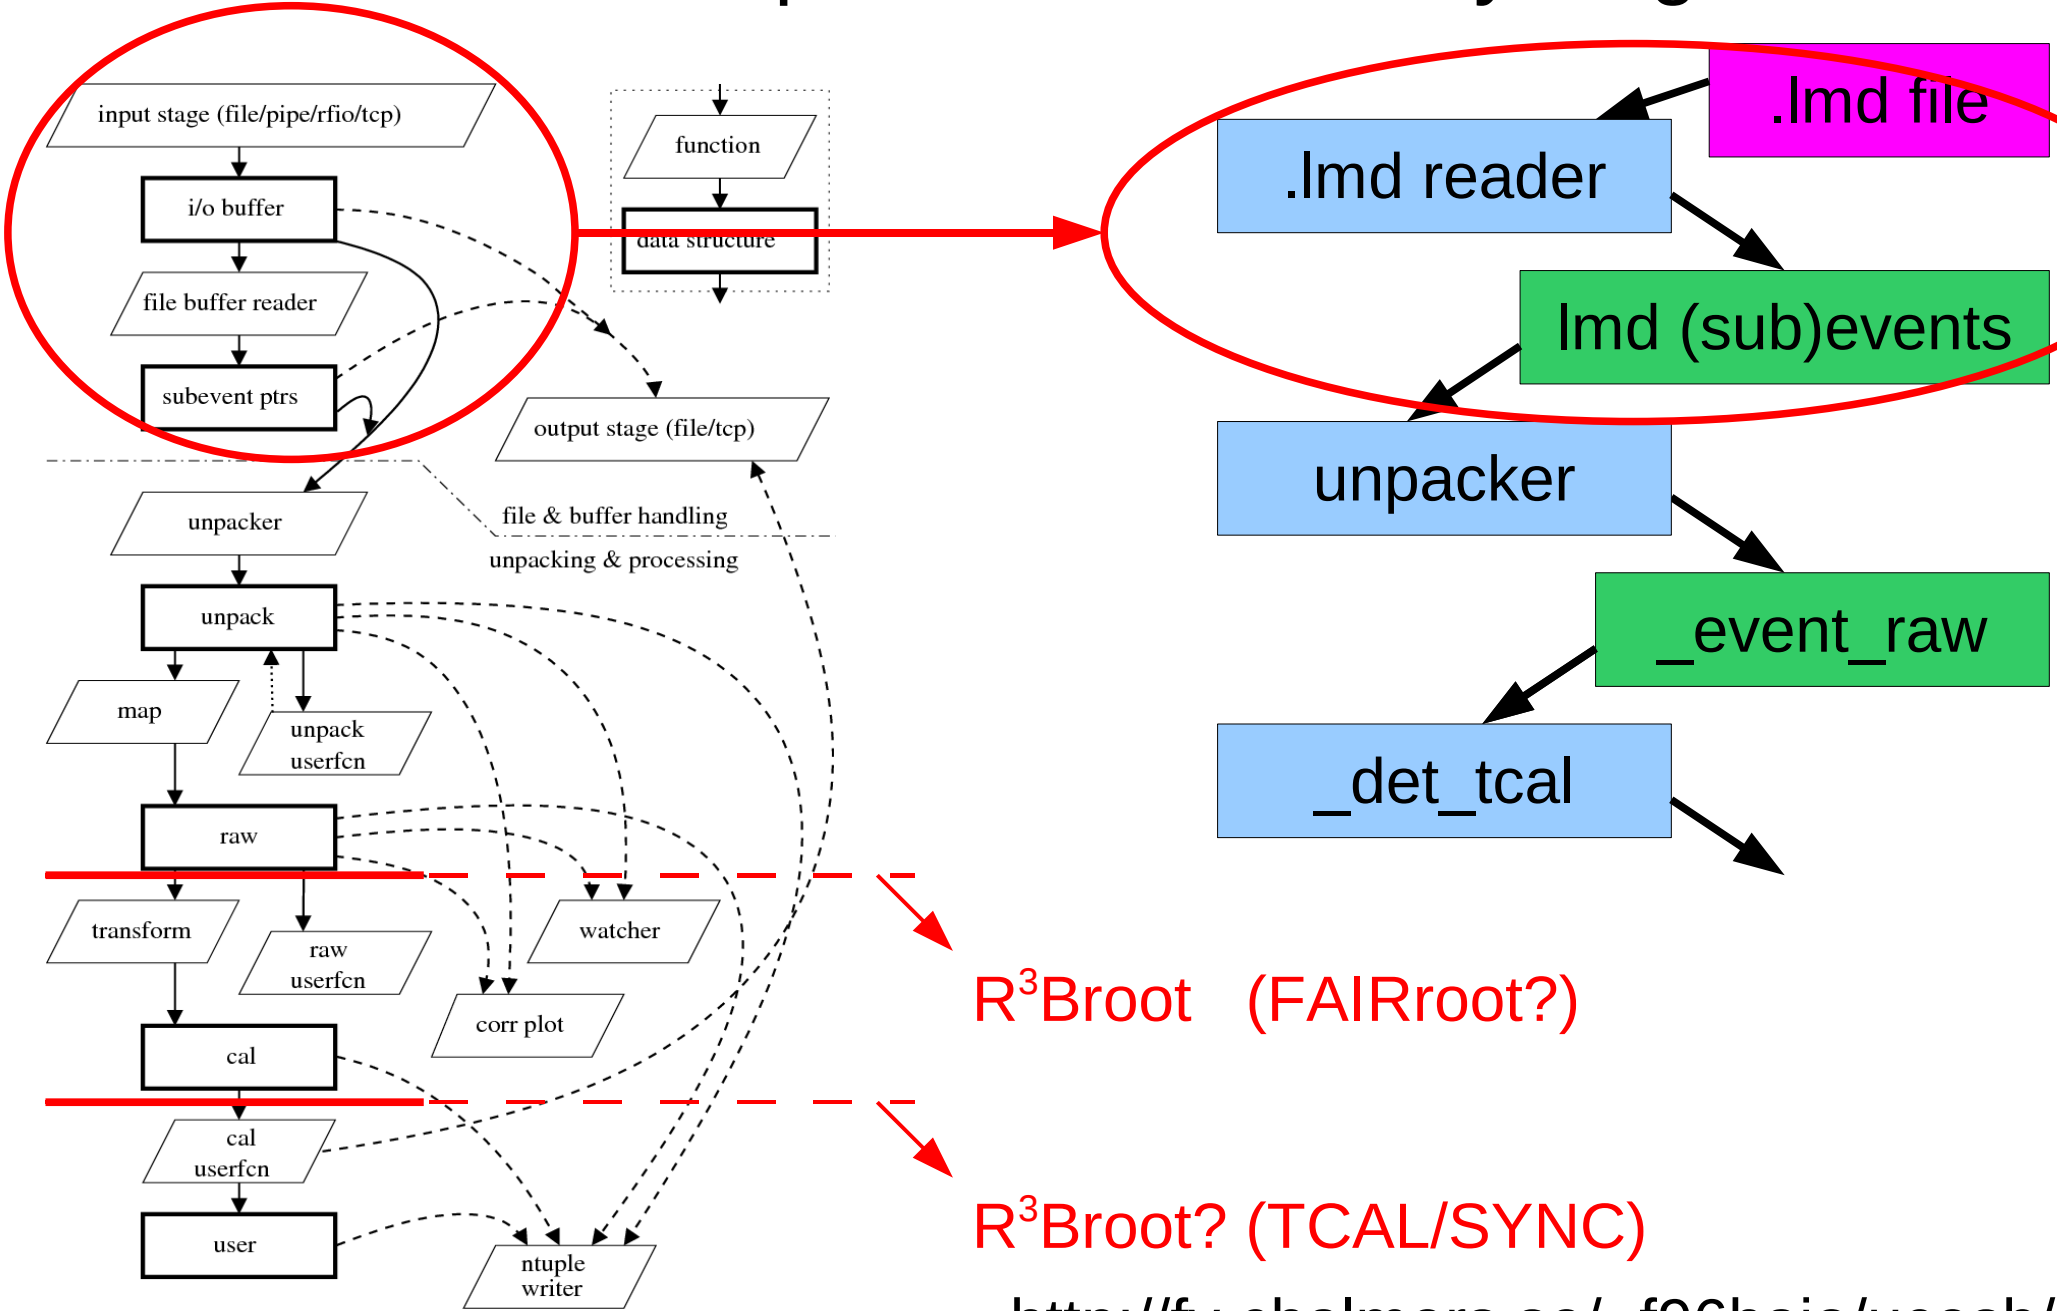 input stage (file/pipe/rfio/tcp)
i/o buffer
file buffer reader
subevent ptrs
function
data structure
output stage (file/tcp)
file & buffer handling
unpacking & processing
unpacker
unpack
map
unpack
userfcn
raw
transform
raw
userfcn
watcher
corr plot
cal
cal
userfcn
user
ntuple
writer
.lmd file
.lmd reader
lmd (sub)events
unpacker
_event_raw
_det_tcal
R³Broot (FAIRroot?)
R³Broot? (TCAL/SYNC)